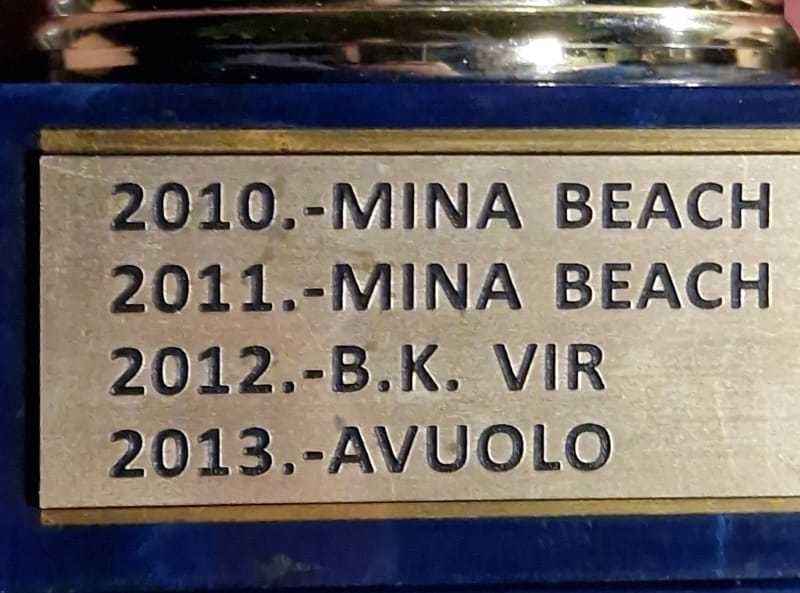 2010.-MINA BEACH
2011.-MINA BEACH
2012.-B.K. VIR
2013.-AVUOLO